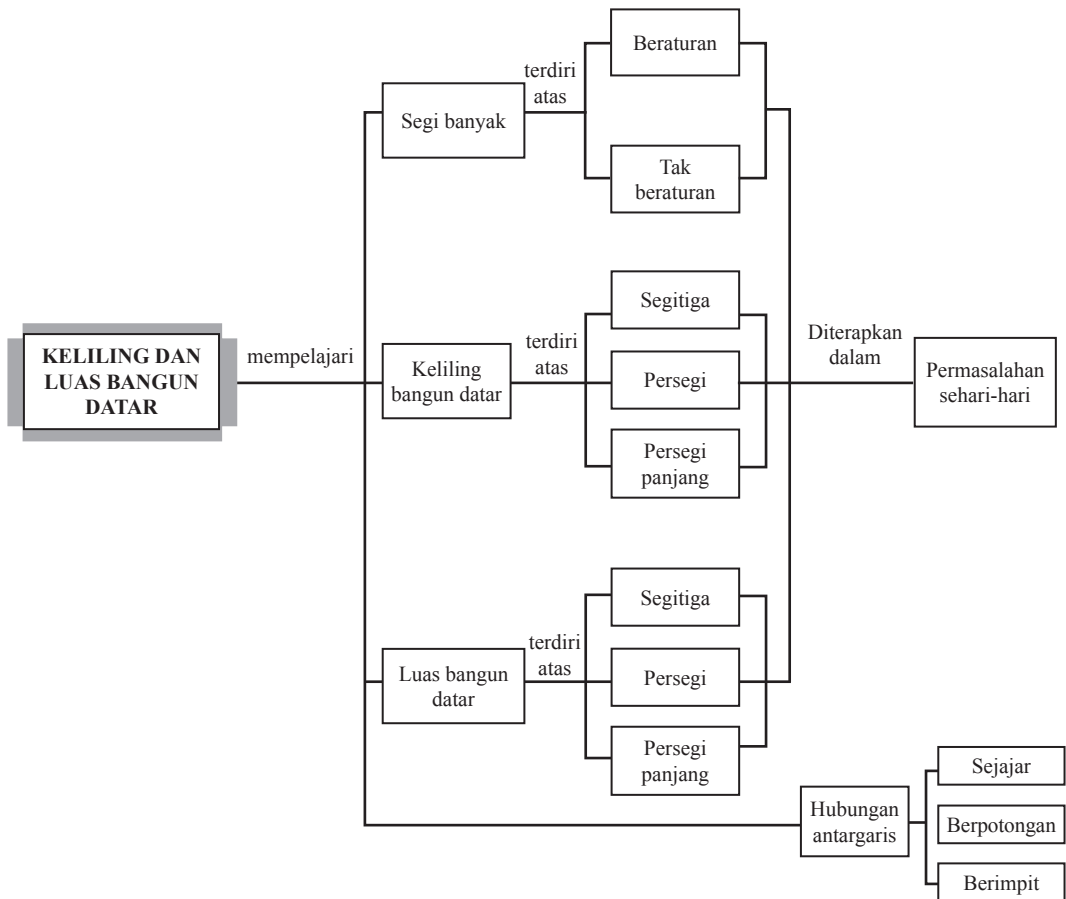 KELILING DAN
LUAS BANGUN
DATAR
mempelajari
Segi banyak
terdiri
atas
Beraturan
Tak
beraturan
Keliling
bangun datar
terdiri
atas
Segitiga
Persegi
Persegi
panjang
Luas bangun
datar
terdiri
atas
Segitiga
Persegi
Persegi
panjang
Diterapkan
dalam
Permasalahan
sehari-hari
Hubungan
antargaris
Sejajar
Berpotongan
Berimpit